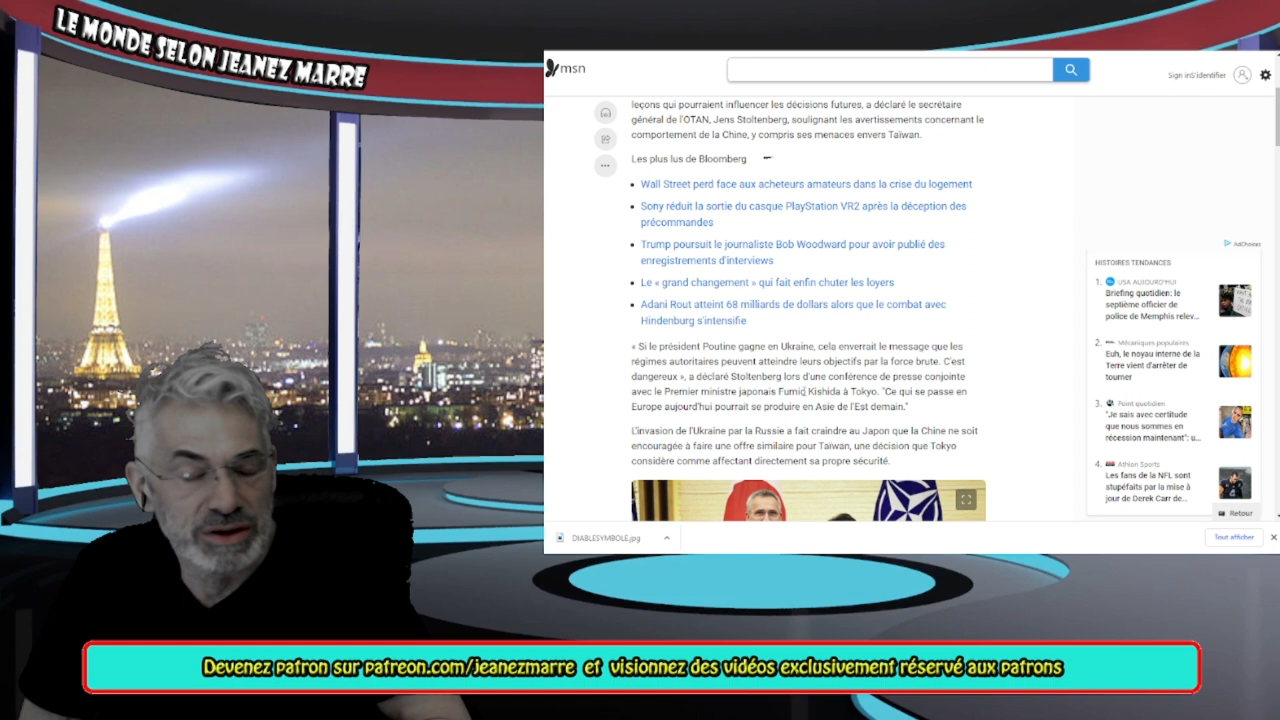 LE MONDE SELON JEANEZ MARRE
msn
Sign inS'identifier
leçons qui pourraient influencer les décisions futures, a déclaré le secrétaire
général de l'OTAN, Jens Stoltenberg, soulignant les avertissements concernant le
comportement de la Chine, y compris ses menaces envers Taïwan.
Les plus lus de Bloomberg
Wall Street perd face aux acheteurs amateurs dans la crise du logement
Sony réduit la sortie du casque PlayStation VR2 après la déception des
précommandes
Trump poursuit le journaliste Bob Woodward pour avoir publié des
enregistrements d'interviews
Le « grand changement » qui fait enfin chuter les loyers
Adani Rout atteint 68 milliards de dollars alors que le combat avec
Hindenburg s'intensifie
« Si le président Poutine gagne en Ukraine, cela enverrait le message que les
régimes autoritaires peuvent atteindre leurs objectifs par la force brute. C'est
dangereux », a déclaré Stoltenberg lors d'une conférence de presse conjointe
avec le Premier ministre japonais Fumio Kishida à Tokyo. "Ce qui se passe en
Europe aujourd'hui pourrait se produire en Asie de l'Est demain."
L'invasion de l'Ukraine par la Russie a fait craindre au Japon que la Chine ne soit
encouragée à faire une offre similaire pour Taïwan, une décision que Tokyo
considère comme affectant directement sa propre sécurité.
AdChoices
HISTOIRES TENDANCES
1. USA AUJOURD'HUI
Briefing quotidien: le
septième officier de
police de Memphis relev...
2. Mécaniques populaires
Euh, le noyau interne de la
Terre vient d'arrêter de
tourner
3. Point quotidien
"Je sais avec certitude
que nous sommes en
récession maintenant": u...
4. Athlon Sports
Les fans de la NFL sont
stupéfaits par la mise à
jour de Derek Carr de...
Retour
DIABLESYMBOLE.jpg
Tout afficher
Devenez patron sur patreon.com/jeanezmarre et visionnez des vidéos exclusivement réservé aux patrons